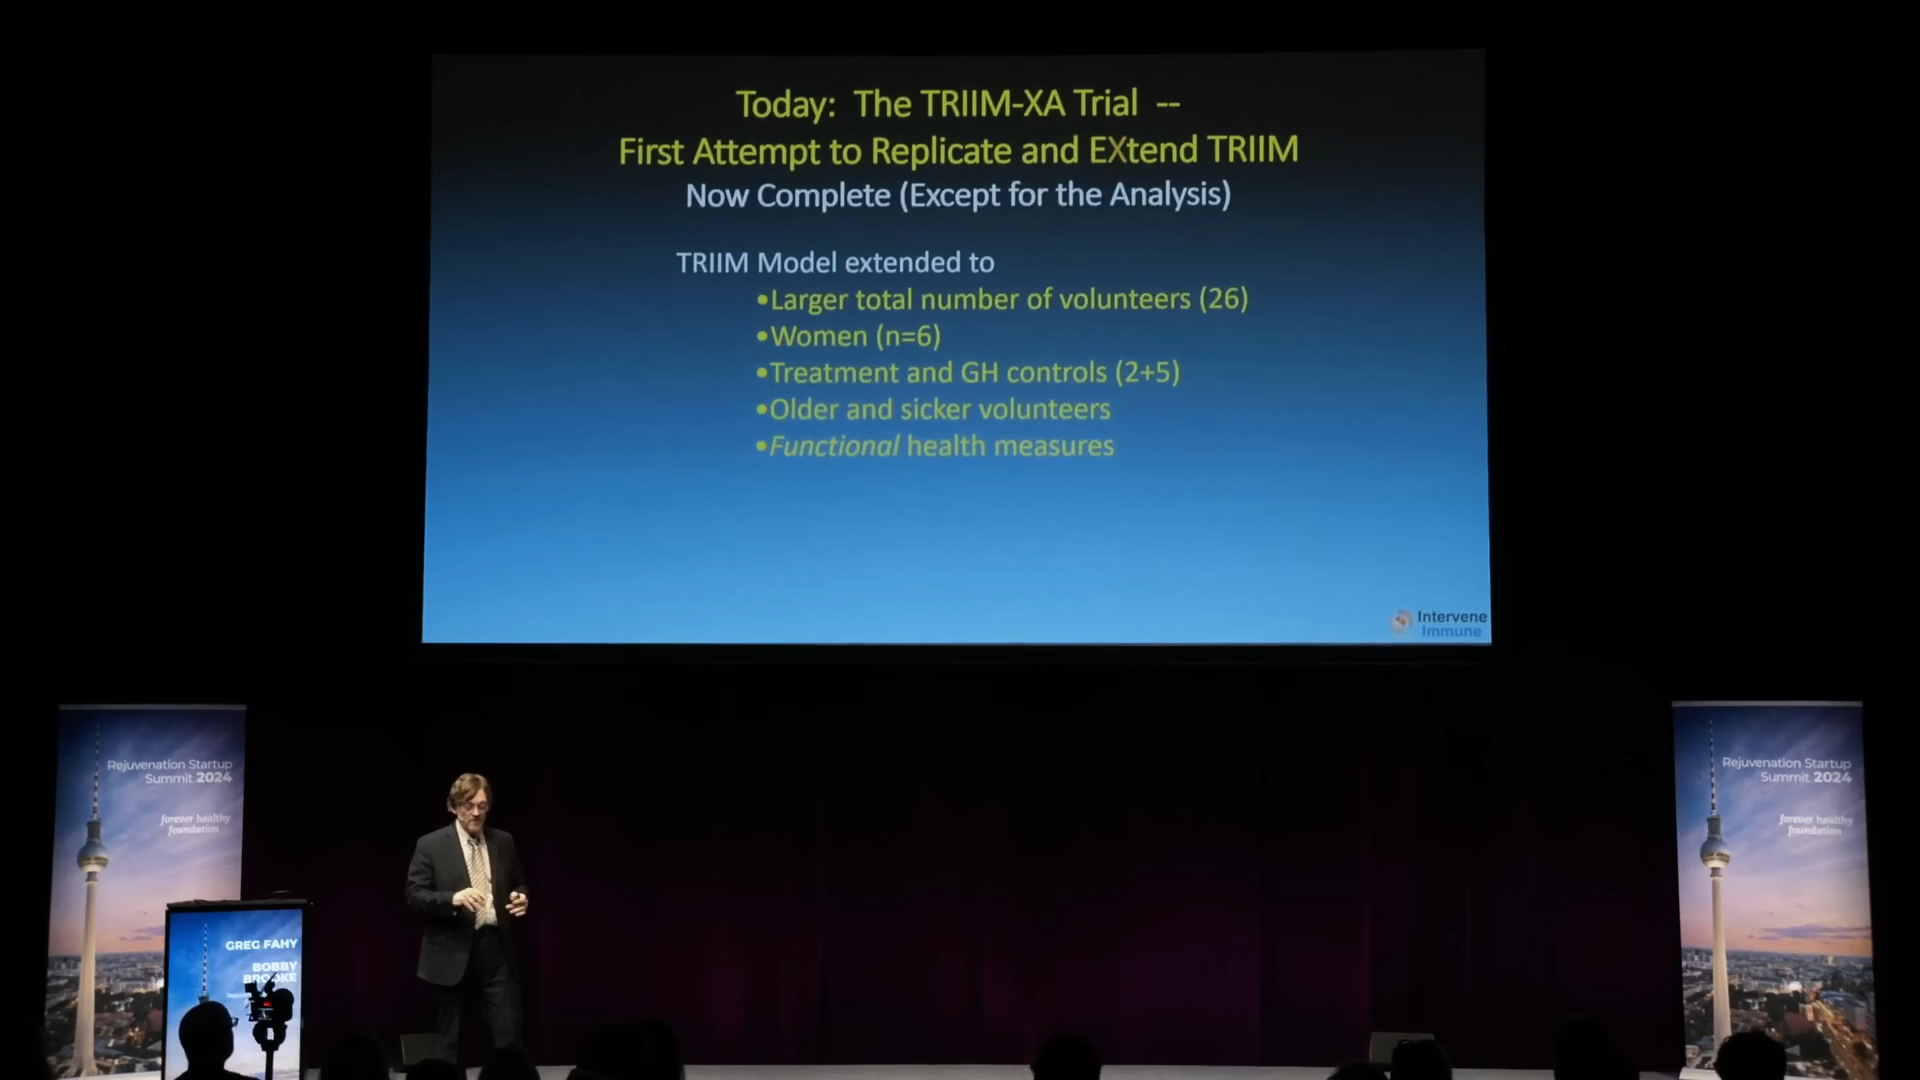 Today: The TRIIM-XA Trial --
First Attempt to Replicate and EXtend TRIIM
Now Complete (Except for the Analysis)
TRIIM Model extended to
•Larger total number of volunteers (26)
•Women (n=6)
•Treatment and GH controls (2+5)
•Older and sicker volunteers
•Functional health measures
Intervene
Immune
Rejuvenation Startup
Summit 2024
forever healthy
foundation
GREG FAHY
BOBBY
BROOKE
Rejuvenation Startup
Summit 2024
forever healthy
foundation